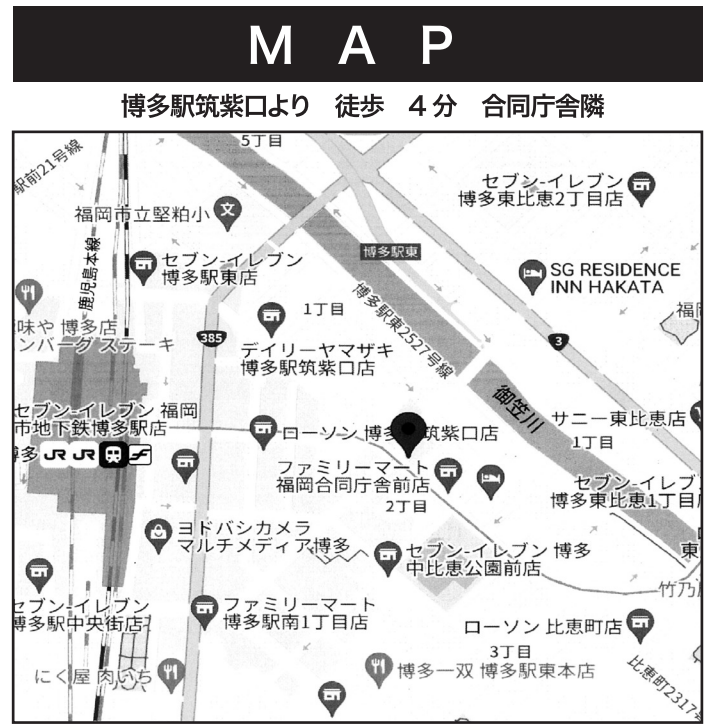 MAP
博多駅筑紫口より 徒歩 4分 合同庁舎隣
5丁目
駅前21号線
セブン-イレブン
博多東比恵2丁目店
福岡市立堅粕小
文
鹿児島本線
セブン-イレブン
博多駅東店
博多駅東
SG RESIDENCE
INN HAKATA
博多駅東2527号線
1丁目
味や 博多店
ンバーグ ステーキ
385
3
デイリーヤマザキ
博多駅筑紫口店
御笠川
セブン-イレブン 福岡
市地下鉄博多駅店
サニー東比恵店
1丁目
ローソン 博多 筑紫口店
JR JR
ファミリーマート
福岡合同庁舎前店
2丁目
セブン-イレブ
博多東比恵1丁目
ヨドバシカメラ
マルチメディア博多
セブン-イレブン 博多
中比恵公園前店
東
竹乃
セブン-イレブン
博多駅中央街店
ファミリーマート
博多駅南1丁目店
ローソン 比恵町店
3丁目
にく屋 肉いち
博多一双 博多駅東本店
比恵町2317号